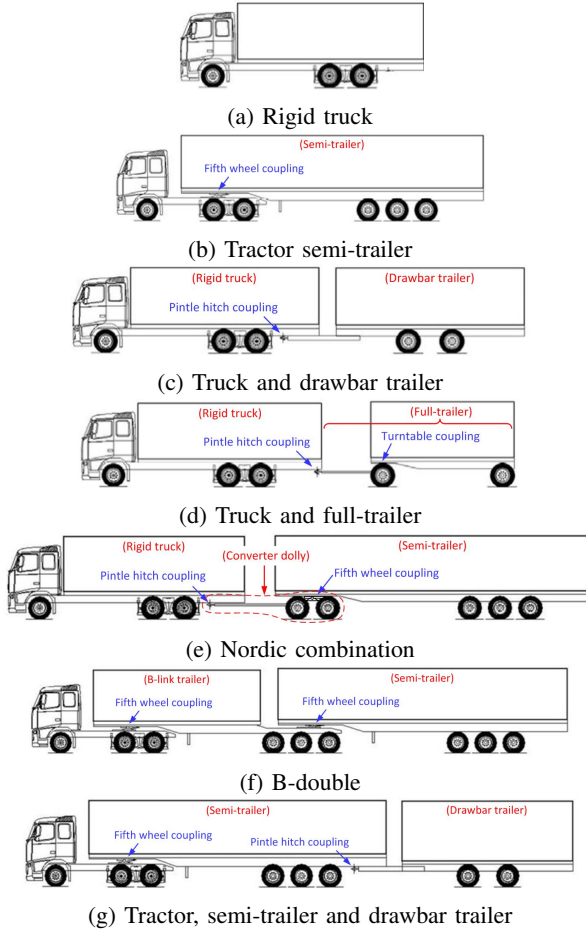 (a) Rigid truck
(Semi-trailer)
Fifth wheel coupling
(b) Tractor semi-trailer
(Rigid truck)
(Drawbar trailer)
Pintle hitch coupling
(c) Truck and drawbar trailer
(Rigid truck)
(Full-trailer)
Pintle hitch coupling
Turntable coupling
(d) Truck and full-trailer
(Rigid truck)
(Converter dolly)
(Semi-trailer)
Pintle hitch coupling
Fifth wheel coupling
(e) Nordic combination
(B-link trailer)
(Semi-trailer)
Fifth wheel coupling
Fifth wheel coupling
(f) B-double
(Semi-trailer)
(Drawbar trailer)
Fifth wheel coupling
Pintle hitch coupling
(g) Tractor, semi-trailer and drawbar trailer